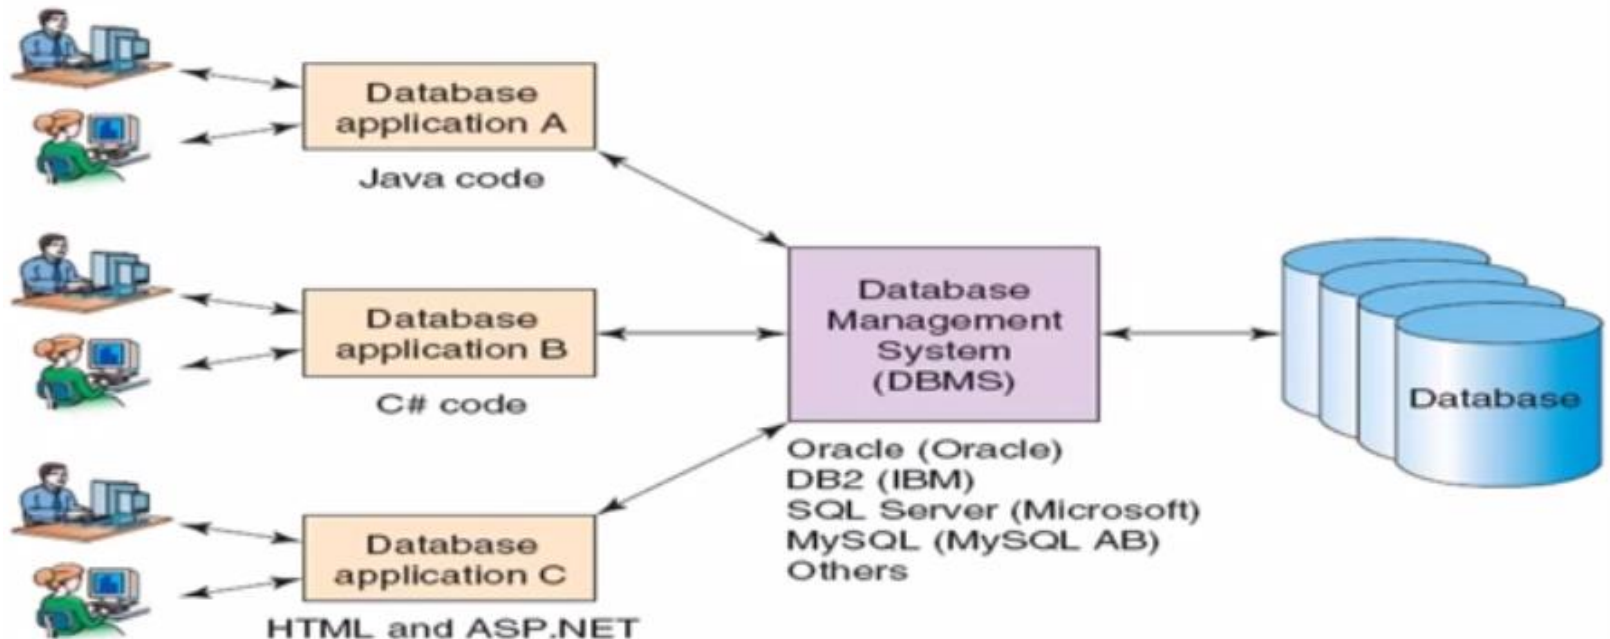 Database
application A
Java code
Database
application B
C# code
Database
application C
HTML and ASP.NET
Database
Management
System
(DBMS)
Oracle (Oracle)
DB2 (IBM)
SQL Server (Microsoft)
MySQL (MySQL AB)
Others
Database